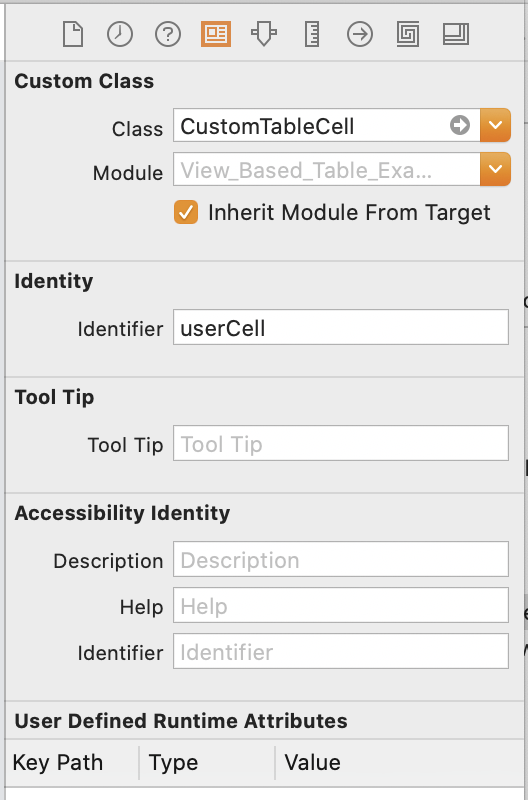 Custom Class
Class CustomTableCell
Module View_Based_Table_Exa...
Inherit Module From Target
Identity
Identifier userCell
Tool Tip
Tool Tip Tool Tip
Accessibility Identity
Description Description
Help Help
Identifier Identifier
User Defined Runtime Attributes
Key Path Type Value